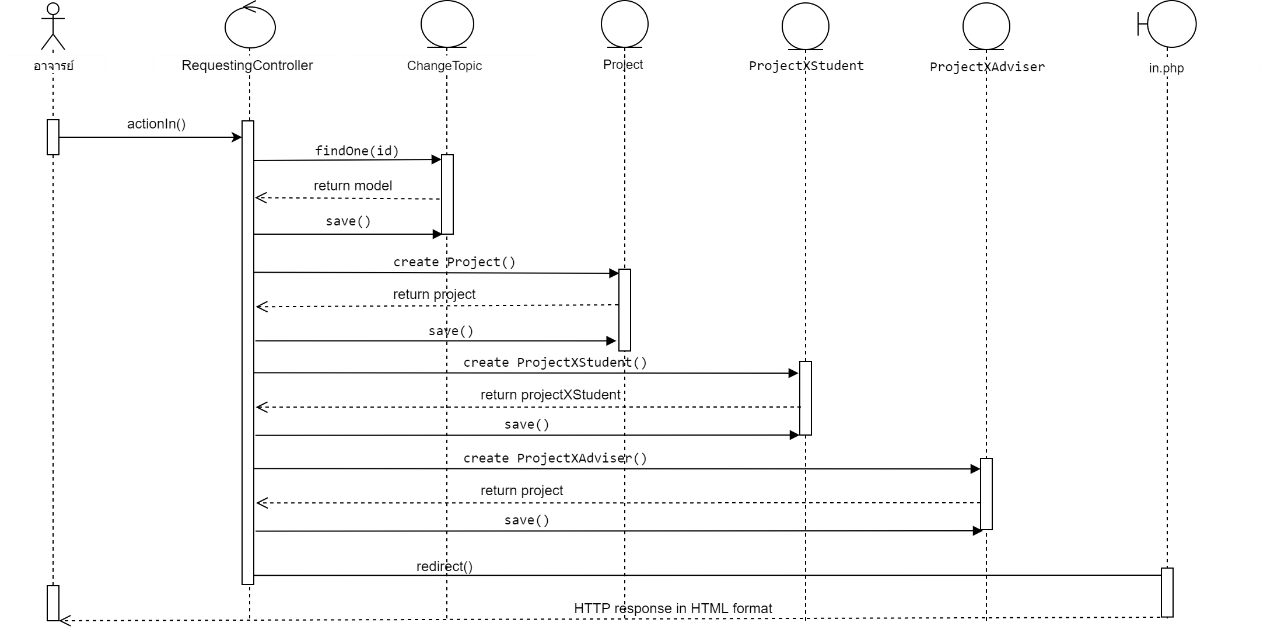 อาจารย์
RequestingController
ChangeTopic
Project
ProjectXStudent
ProjectXAdviser
in.php
actionIn()
findOne(id)
return model
save()
create Project()
return project
save()
create ProjectXStudent()
return projectXStudent
save()
create ProjectXAdviser()
return project
save()
redirect()
HTTP response in HTML format